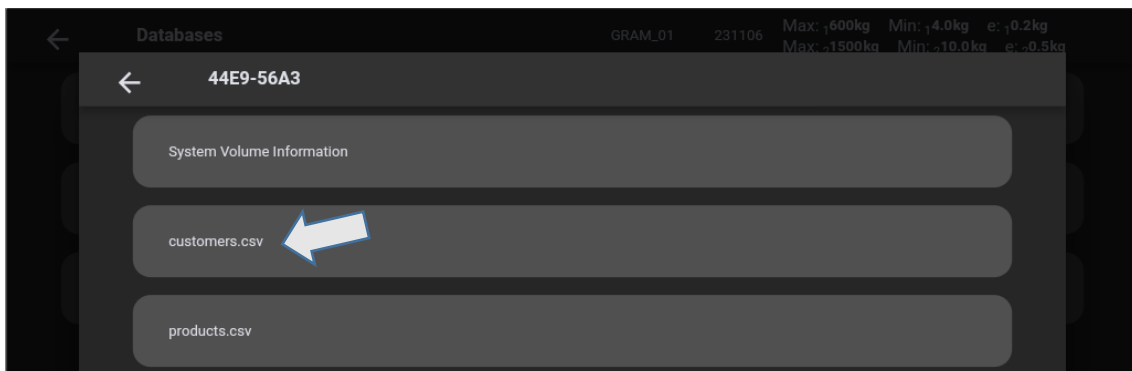 Databases
GRAM_01
231106
Max: ₁600kg Min: ₁4.0kg e: ₁0.2kg
Max: ₂1500kg Min: ₂10.0kg e: ₂0.5kg
44E9-56A3
System Volume Information
customers.csv
products.csv